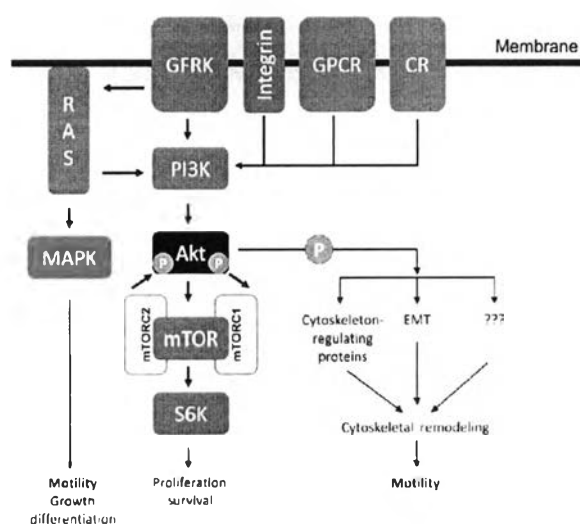 Membrane
GFRK
Integrin
GPCR
CR
RAS
PI3K
MAPK
Akt
P
P
P
mTORC2
mTOR
mTORC1
Cytoskeleton-
regulating
proteins
EMT
???
S6K
Cytoskeletal remodeling
Motility
Growth
differentiation
Proliferation
survival
Motility